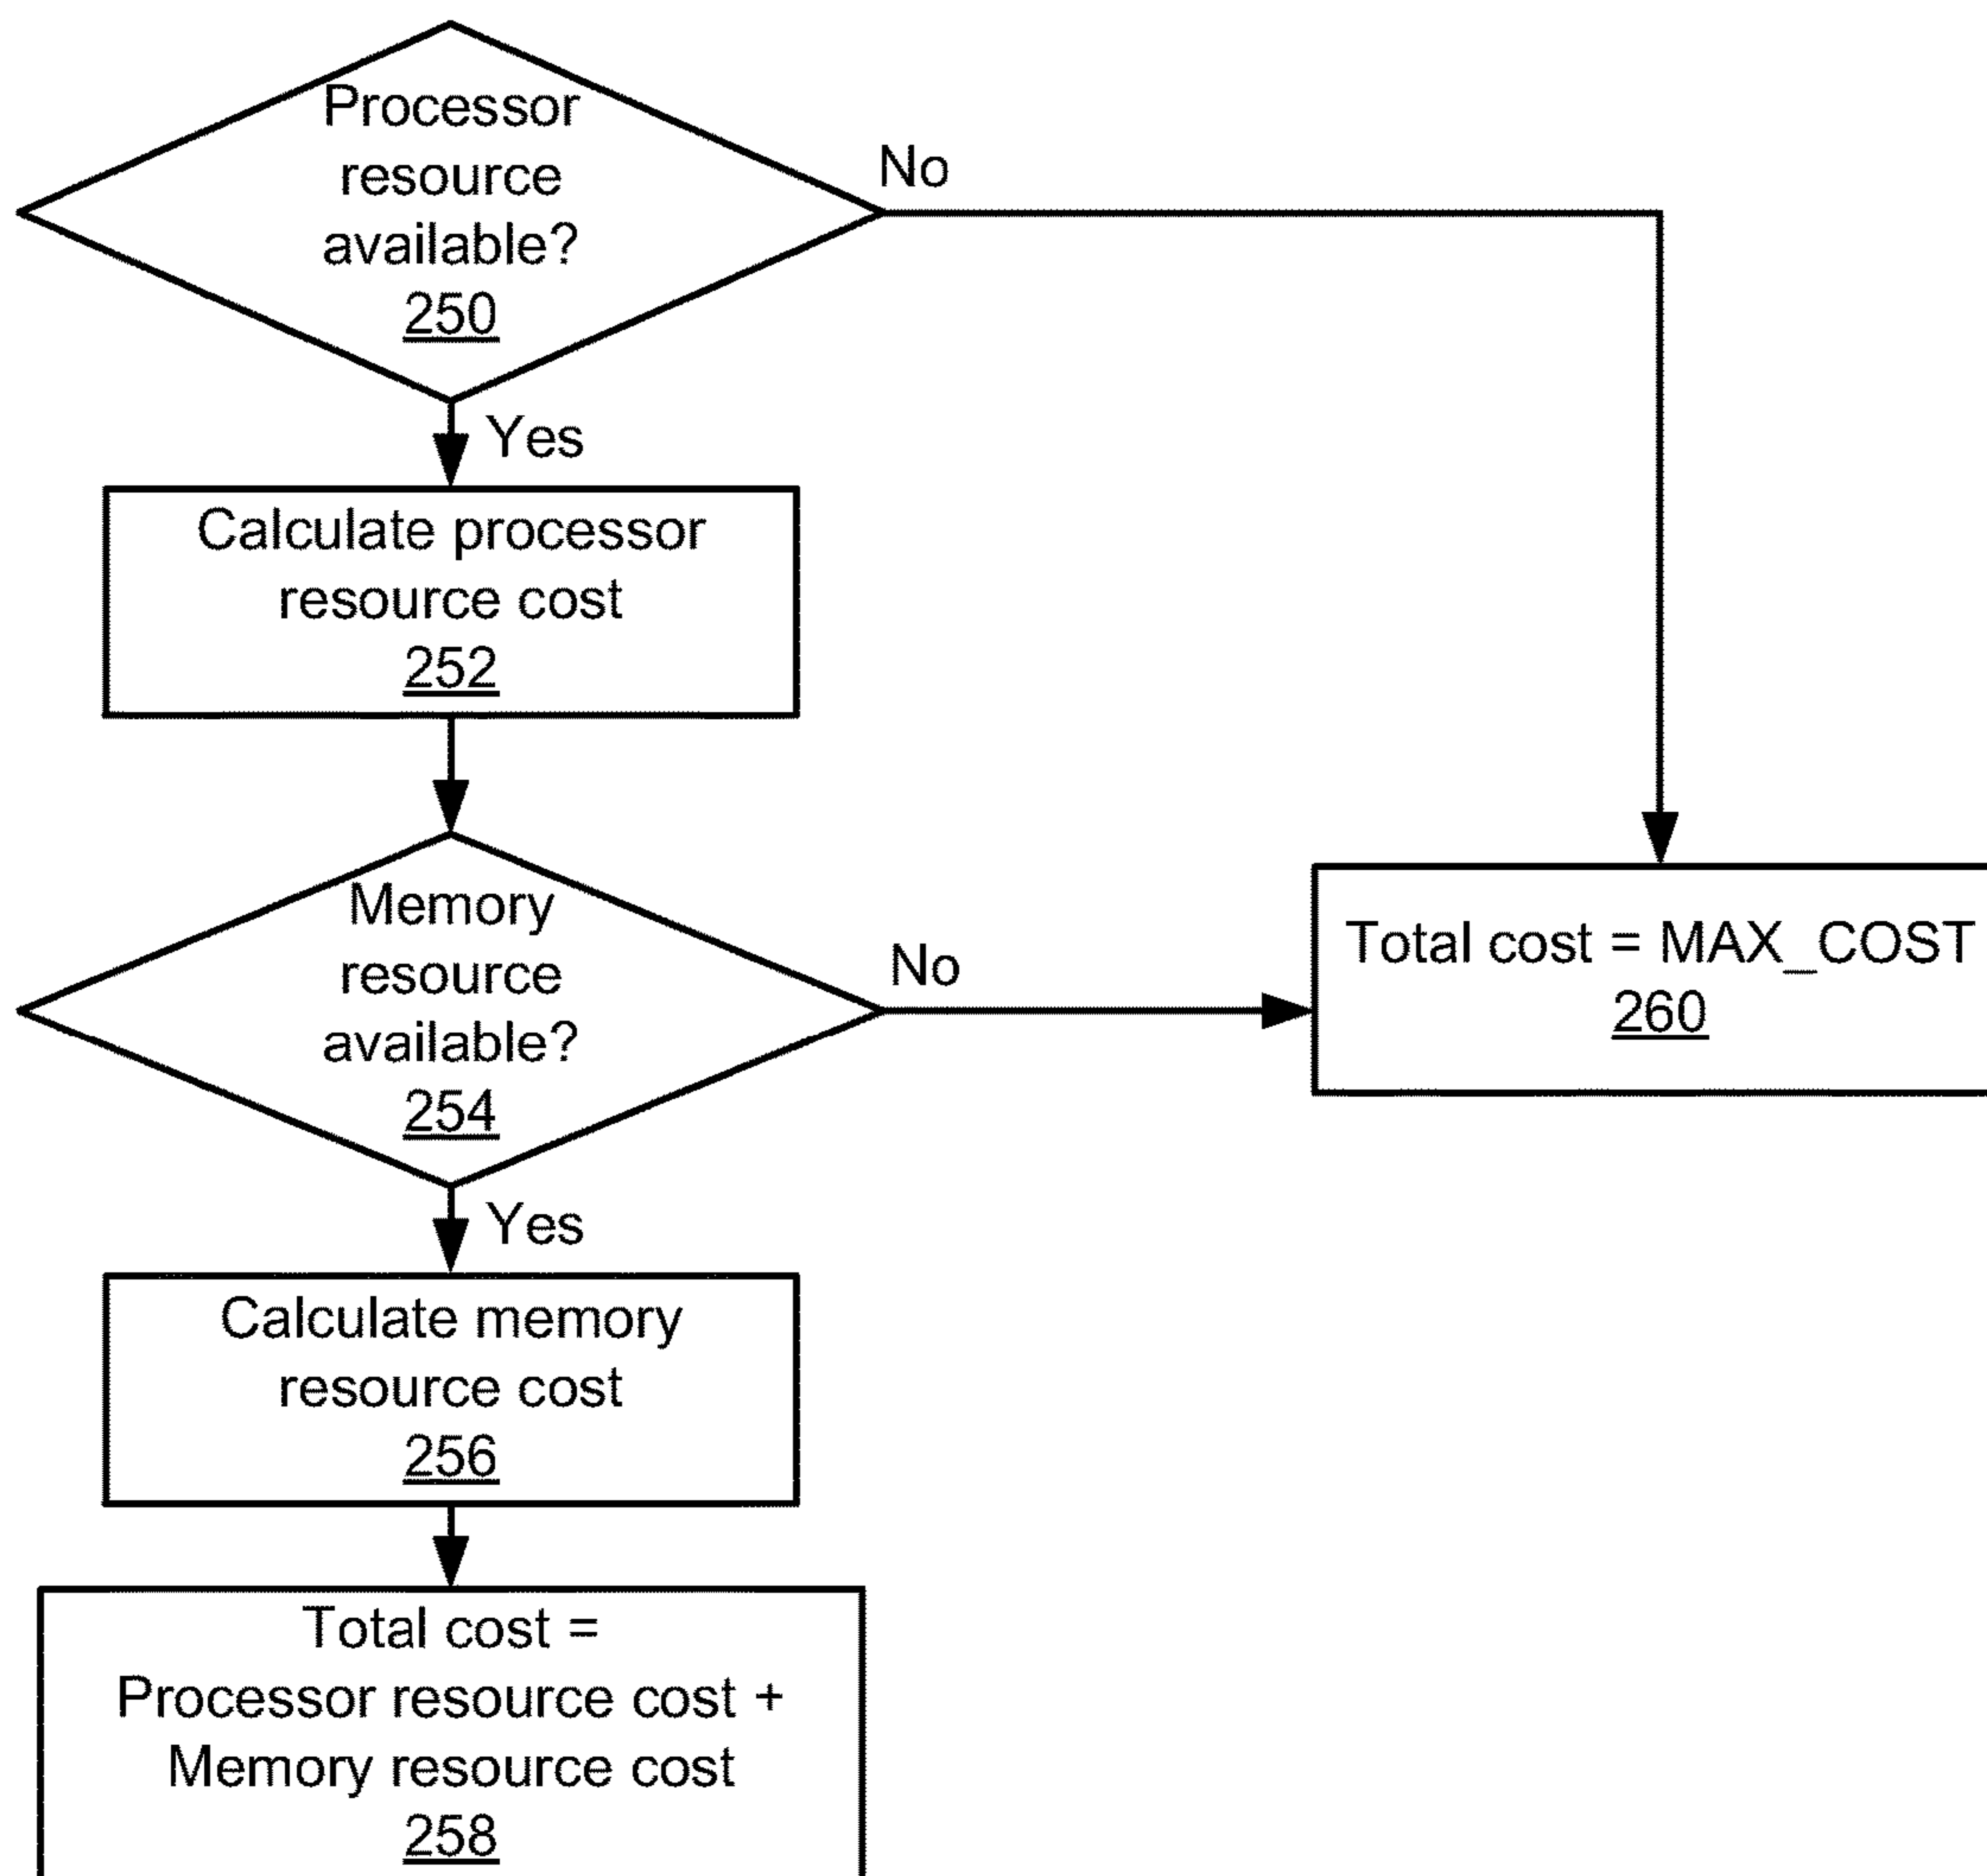 Processor
resource
available?
250
No
Yes
Calculate processor
resource cost
252
Memory
resource
available?
254
No
Total cost = MAX_COST
260
Yes
Calculate memory
resource cost
256
Total cost =
Processor resource cost +
Memory resource cost
258